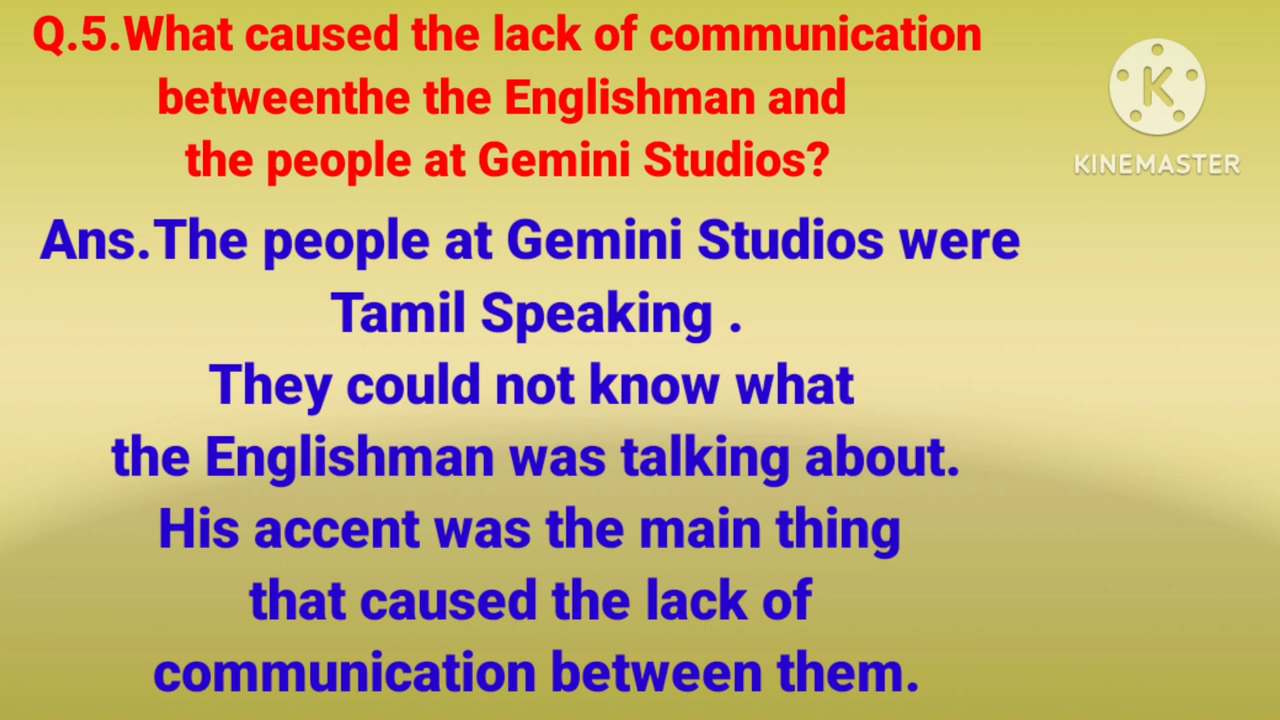 Q.5.What caused the lack of communication
betweenthe the Englishman and
the people at Gemini Studios?
K
KINEMASTER
Ans.The people at Gemini Studios were
Tamil Speaking .
They could not know what
the Englishman was talking about.
His accent was the main thing
that caused the lack of
communication between them.